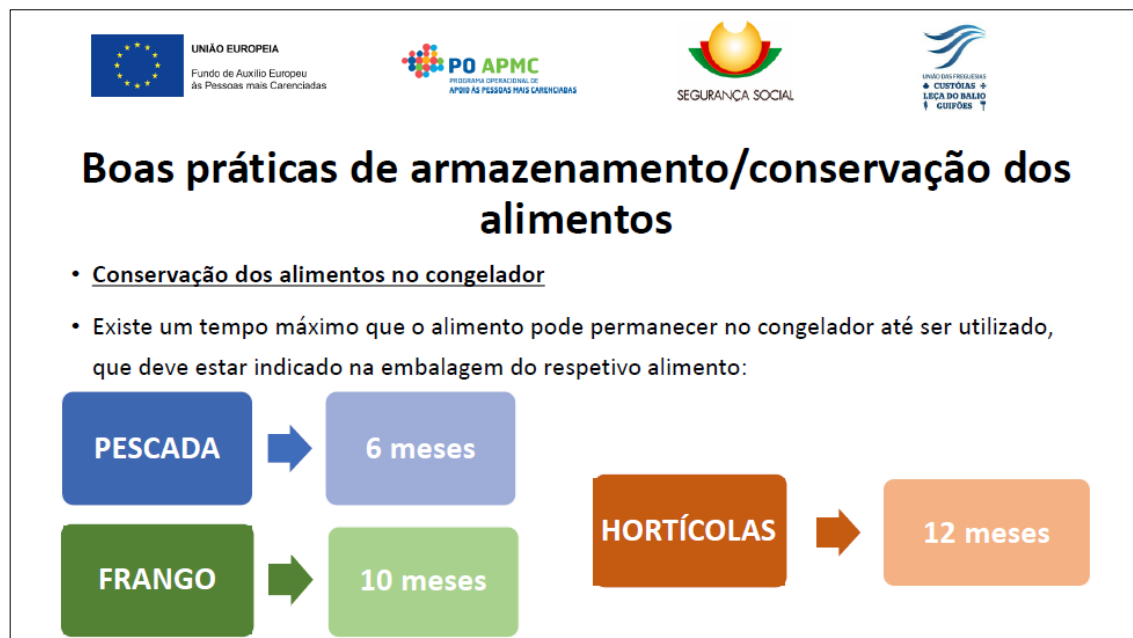 UNIÃO EUROPEIA
Fundo de Auxílio Europeu
às Pessoas mais Carenciadas
PO APMC
PROGRAMA OPERACIONAL DE
APOIO ÀS PESSOAS MAIS CARENCIADAS
SEGURANÇA SOCIAL
UNIÃO DAS FREGUESIAS
CUSTÓIAS
LEÇA DO BALIO
GUIFÕES
Boas práticas de armazenamento/conservação dos
alimentos
• Conservação dos alimentos no congelador
• Existe um tempo máximo que o alimento pode permanecer no congelador até ser utilizado,
que deve estar indicado na embalagem do respetivo alimento:
PESCADA
6 meses
FRANGO
10 meses
HORTÍCOLAS
12 meses